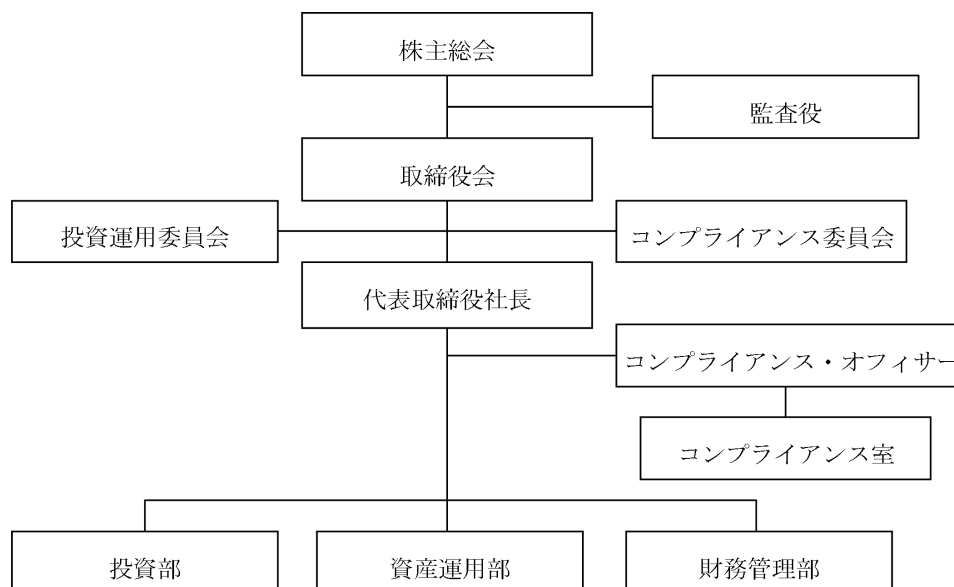 株主総会
監査役
取締役会
投資運用委員会
コンプライアンス委員会
代表取締役社長
コンプライアンス・オフィサー
コンプライアンス室
投資部
資産運用部
財務管理部